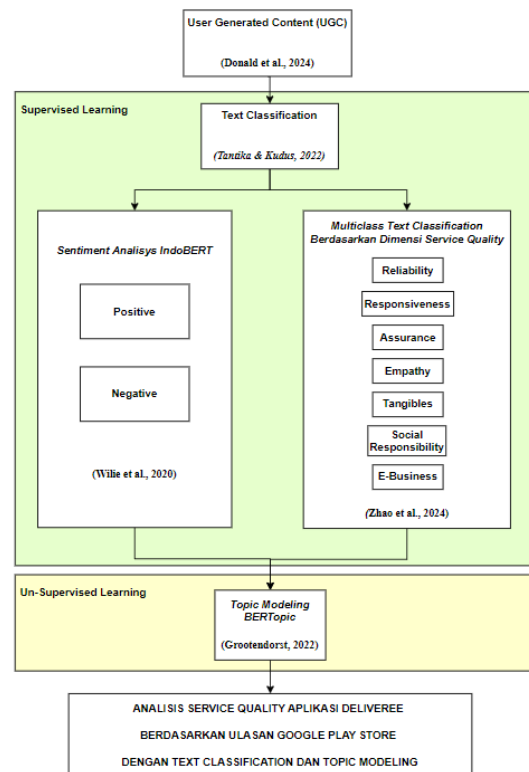 User Generated Content (UGC)
(Donald et al., 2024)
Supervised Learning
Text Classification
(Tantika & Kudus, 2022)
Sentiment Analisys IndoBERT
Positive
Negative
(Wilie et al., 2020)
Multiclass Text Classification
Berdasarkan Dimensi Service Quality
Reliability
Responsiveness
Assurance
Empathy
Tangibles
Social
Responsibility
E-Business
(Zhao et al., 2024)
Un-Supervised Learning
Topic Modeling
BERTopic
(Grootendorst, 2022)
ANALISIS SERVICE QUALITY APLIKASI DELIVEREE
BERDASARKAN ULASAN GOOGLE PLAY STORE
DENGAN TEXT CLASSIFICATION DAN TOPIC MODELING